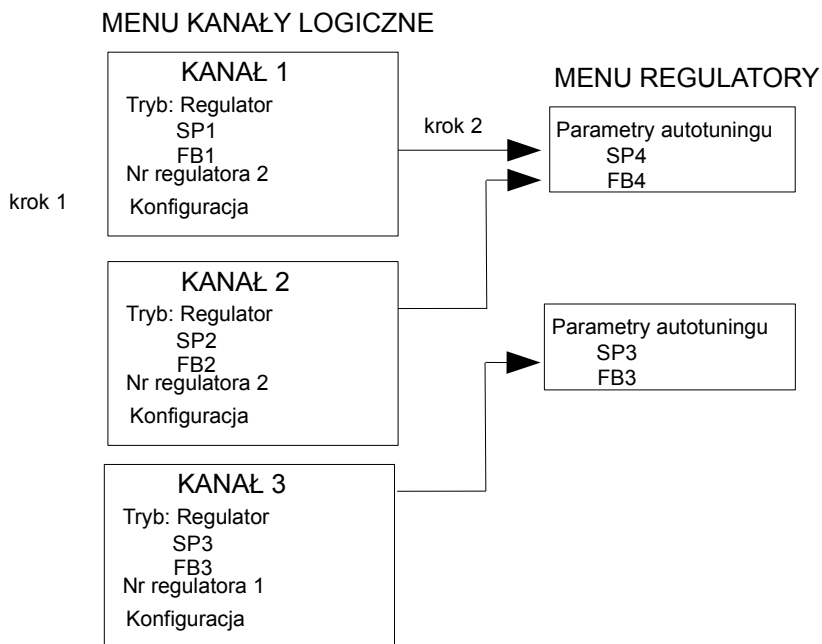 MENU KANAŁY LOGICZNE
KANAŁ 1
Tryb: Regulator
SP1
FB1
Nr regulatora 2
Konfiguracja
krok 1
krok 2
MENU REGULATORY
Parametry autotuningu
SP4
FB4
KANAŁ 2
Tryb: Regulator
SP2
FB2
Nr regulatora 2
Konfiguracja
Parametry autotuningu
SP3
FB3
KANAŁ 3
Tryb: Regulator
SP3
FB3
Nr regulatora 1
Konfiguracja